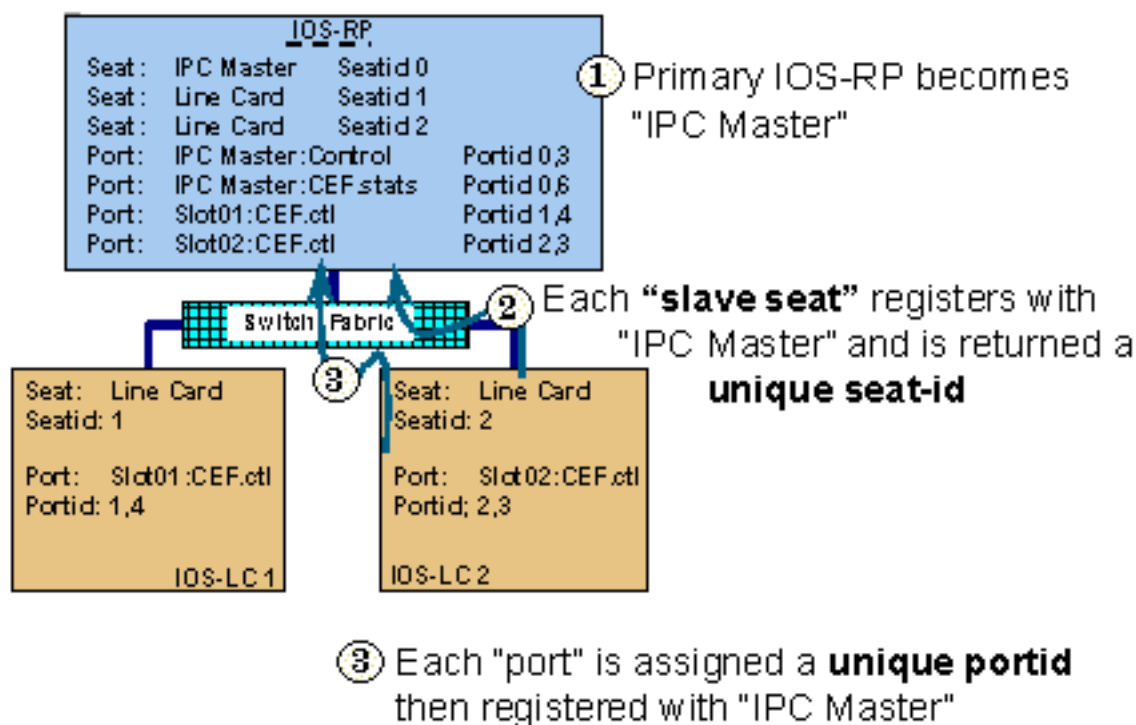 IOS-RP
Seat: IPC Master Seatid 0
Seat: Line Card Seatid 1
Seat: Line Card Seatid 2
Port: IPC Master:Control Portid 0,3
Port: IPC Master:CEF.stats Portid 0,6
Port: Slot01:CEF.ctl Portid 1,4
Port: Slot02:CEF.ctl Portid 2,3
1 Primary IOS-RP becomes
"IPC Master"
Switch Fabric
2 Each “slave seat” registers with
"IPC Master" and is returned a
unique seat-id
3
Seat: Line Card
Seatid: 1
Port: Slot01:CEF.ctl
Portid: 1,4
IOS-LC1
Seat: Line Card
Seatid: 2
Port: Slot02:CEF.ctl
Portid; 2,3
IOS-LC2
3 Each "port" is assigned a unique portid
then registered with "IPC Master"